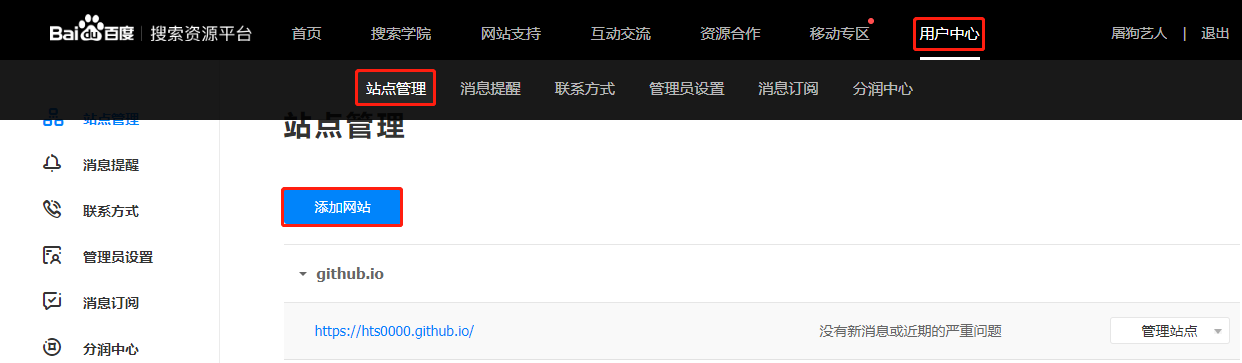 Bai du 百度 | 搜索资源平台 首页 搜索学院 网站支持 互动交流 资源合作 移动专区 用户中心 屠狗艺人 | 退出
站点管理 消息提醒 联系方式 管理员设置 消息订阅 分润中心
站点管理
站点管理
消息提醒
添加网站
联系方式
管理员设置
github.io
消息订阅
https://hts0000.github.io/ 没有新消息或近期的严重问题 管理站点
分润中心